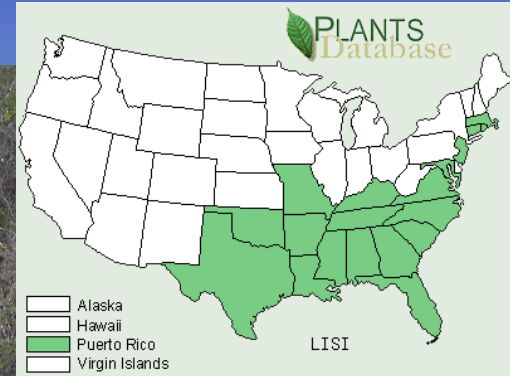 PLANTS
Database
Alaska
Hawaii
Puerto Rico
Virgin Islands
LISI